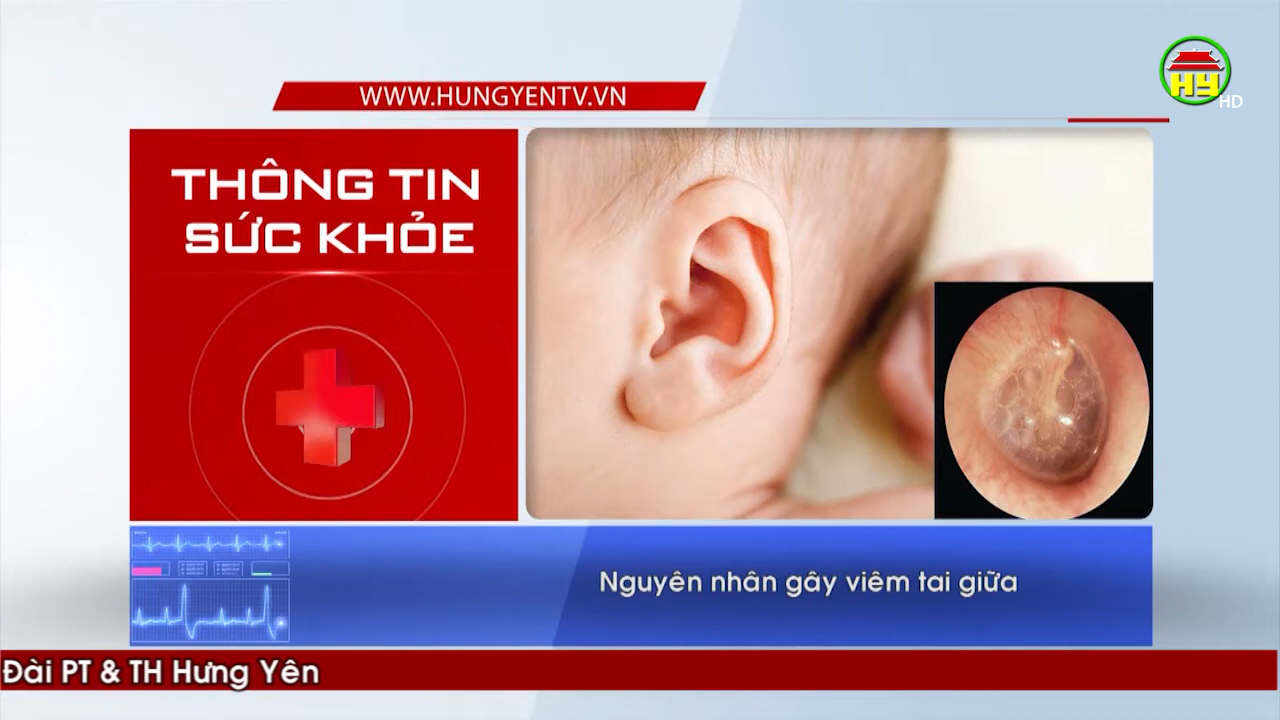 WWW.HUNGYENTV.VN
HY
HD
THÔNG TIN
SỨC KHỎE
Nguyên nhân gây viêm tai giữa
Đài PT & TH Hưng Yên